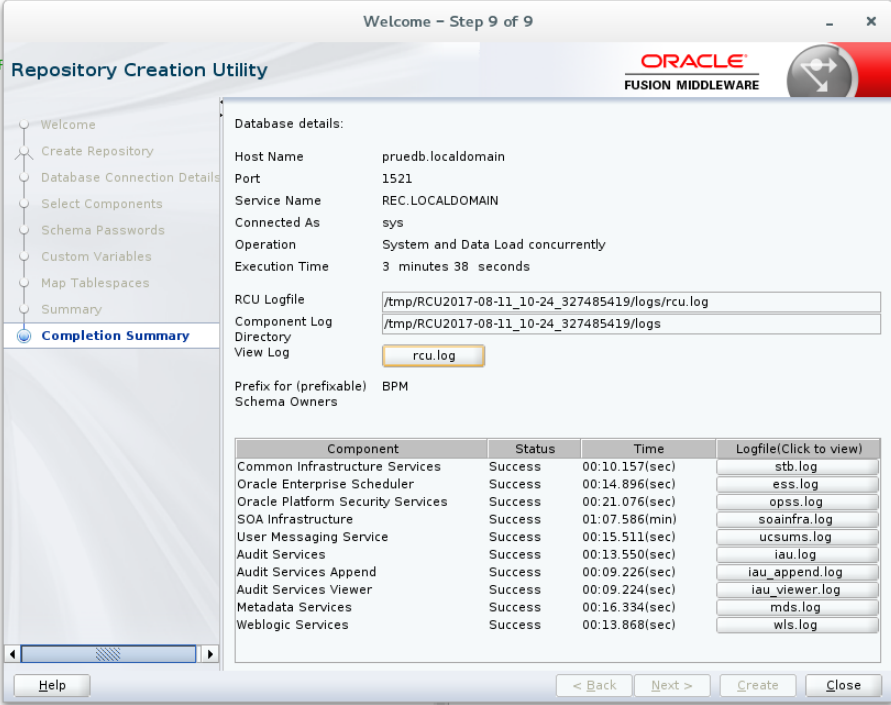 Welcome – Step 9 of 9
Repository Creation Utility
ORACLE
FUSION MIDDLEWARE
Welcome
Create Repository
Database Connection Details
Select Components
Schema Passwords
Custom Variables
Map Tablespaces
Summary
Completion Summary
Database details:
Host Name pruedb.localdomain
Port 1521
Service Name REC.LOCALDOMAIN
Connected As sys
Operation System and Data Load concurrently
Execution Time 3 minutes 38 seconds
RCU Logfile /tmp/RCU2017-08-11_10-24_327485419/logs/rcu.log
Component Log Directory /tmp/RCU2017-08-11_10-24_327485419/logs
View Log rcu.log
Prefix for (prefixable) BPM
Schema Owners
Component Status Time Logfile(Click to view)
Common Infrastructure Services Success 00:10.157(sec) stb.log
Oracle Enterprise Scheduler Success 00:14.896(sec) ess.log
Oracle Platform Security Services Success 00:21.076(sec) opss.log
SOA Infrastructure Success 01:07.586(min) soainfra.log
User Messaging Service Success 00:15.511(sec) ucsums.log
Audit Services Success 00:13.550(sec) iau.log
Audit Services Append Success 00:09.226(sec) iau_append.log
Audit Services Viewer Success 00:09.224(sec) iau_viewer.log
Metadata Services Success 00:16.334(sec) mds.log
Weblogic Services Success 00:13.868(sec) wls.log
Help
< Back
Next >
Create
Close